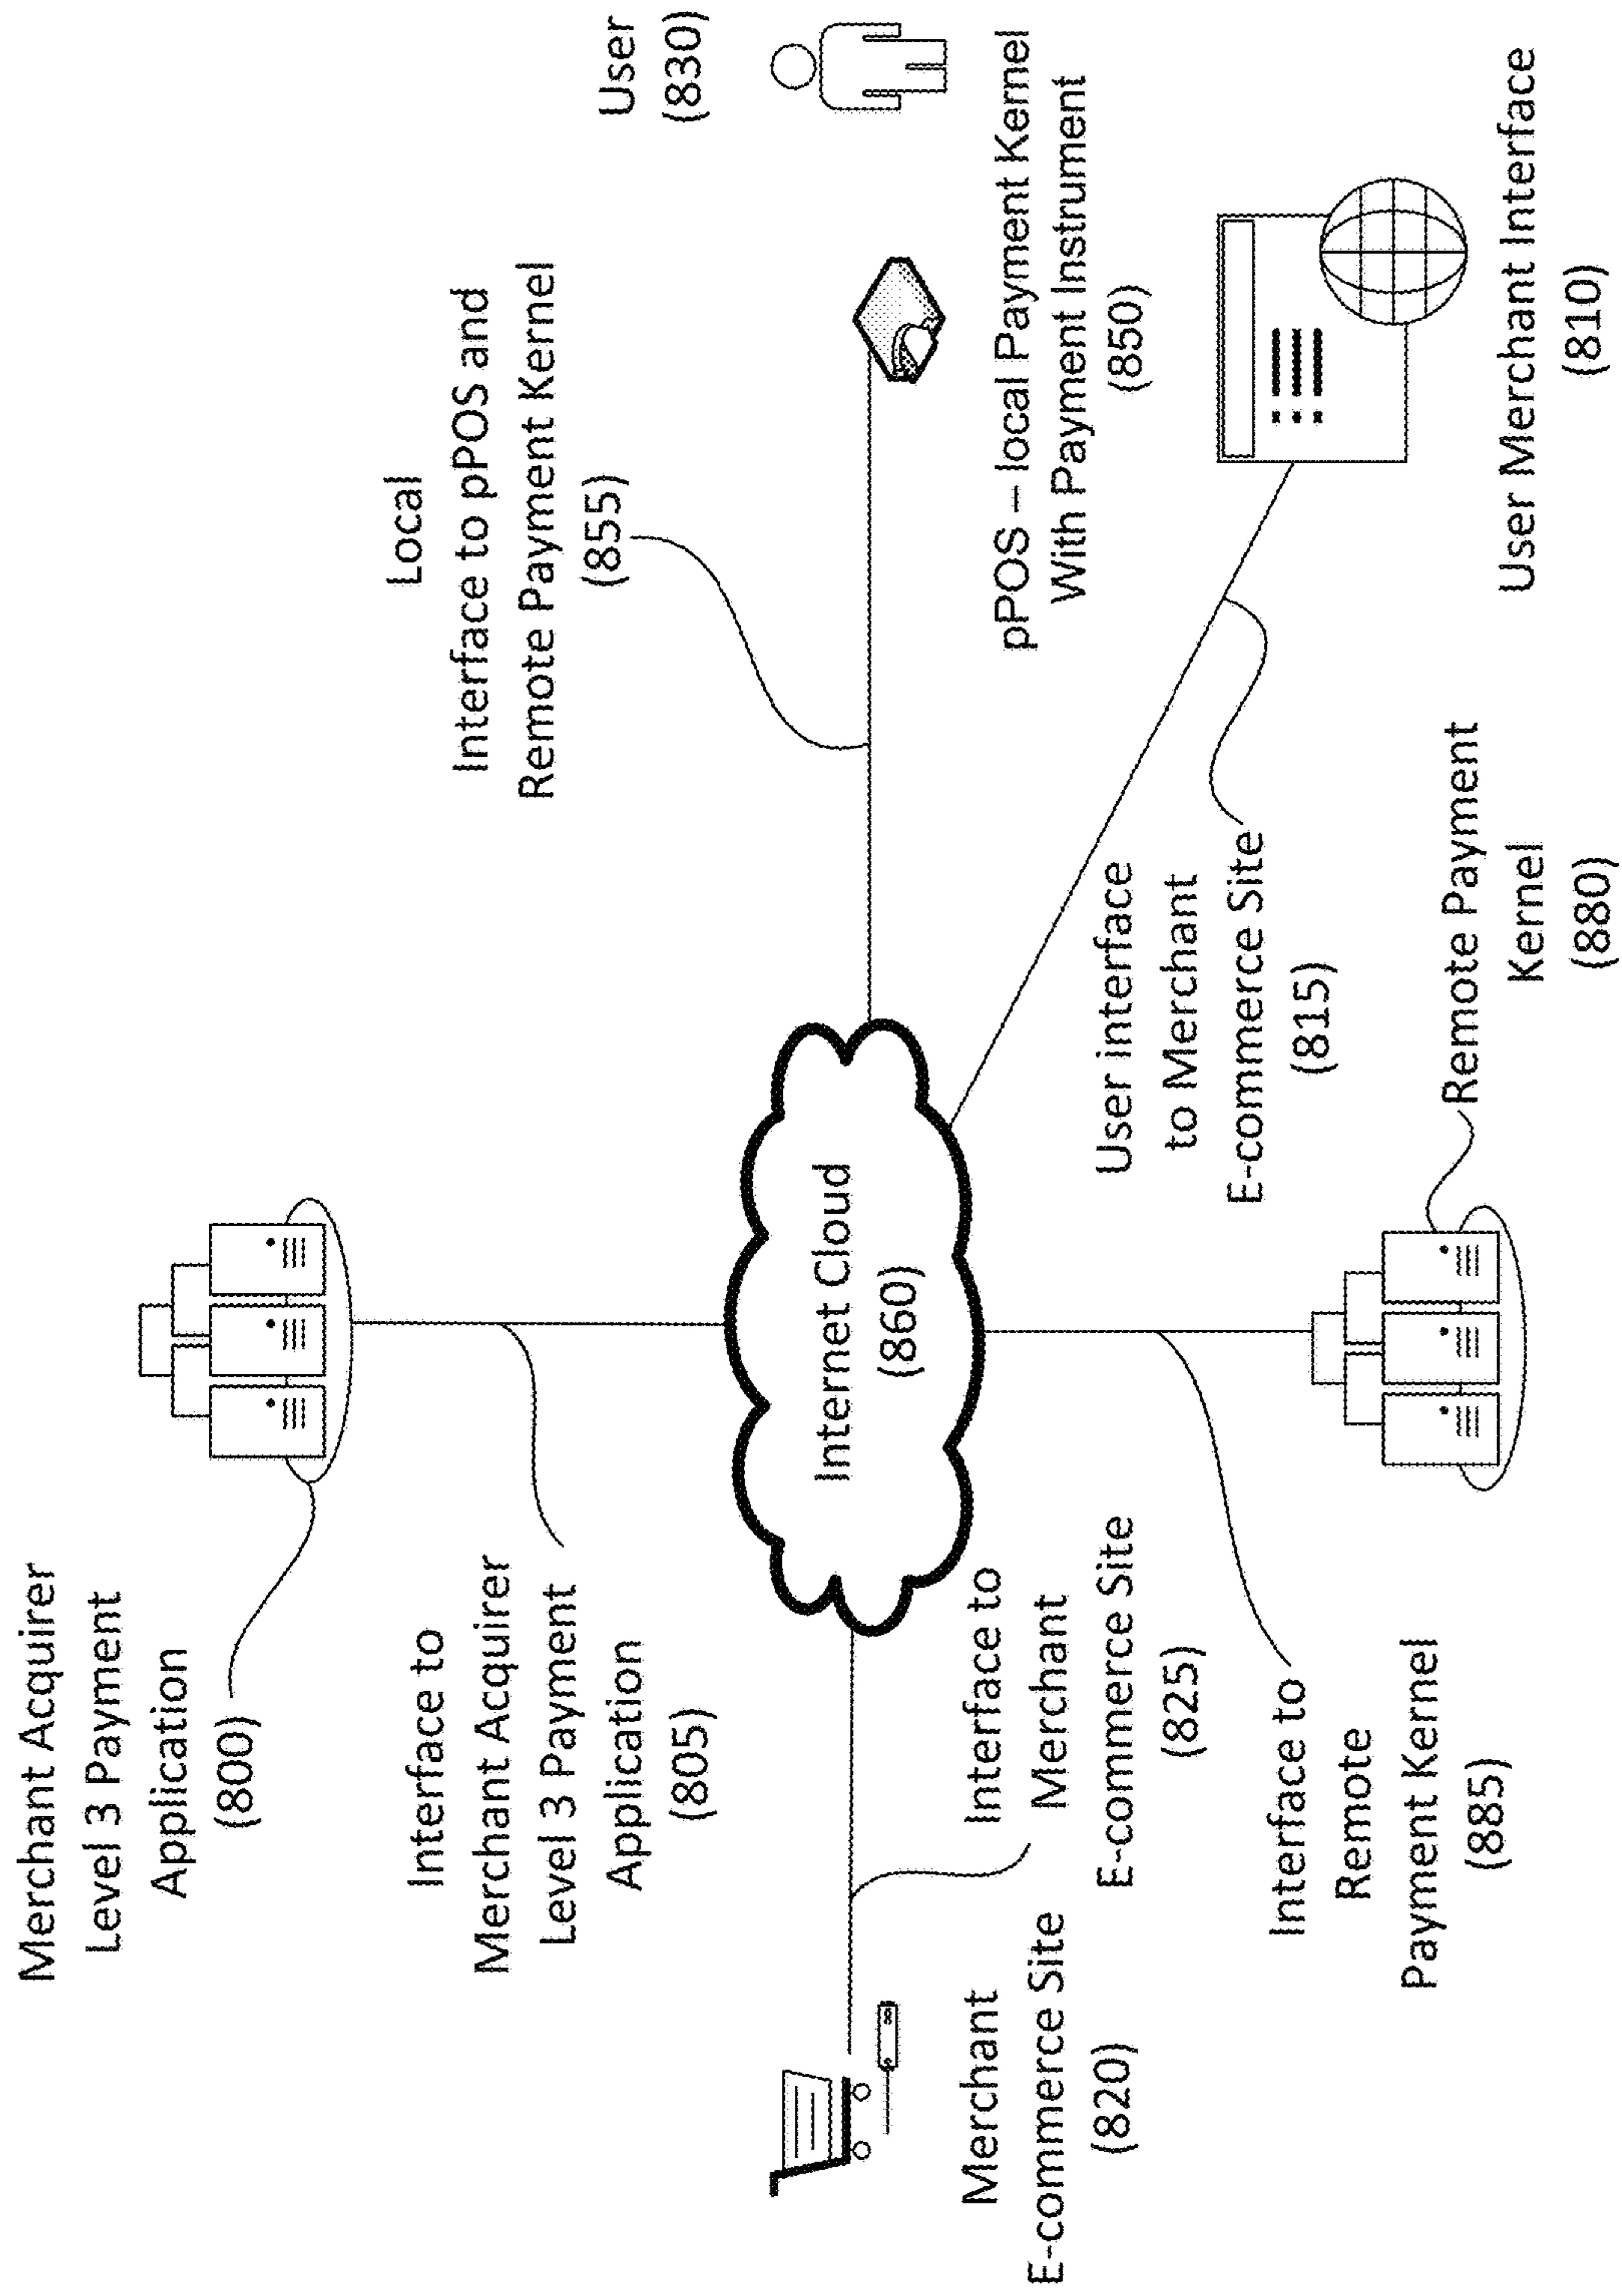 Merchant Acquirer
Level 3 Payment
Application
(800)
Interface to
Merchant Acquirer
Level 3 Payment
Application
(805)
Local
Interface to pPOS and
Remote Payment Kernel
(855)
User
(830)
Internet Cloud
(860)
pPOS – local Payment Kernel
With Payment Instrument
(850)
Merchant
E-commerce Site
(820)
Interface to
Merchant
E-commerce Site
(825)
User interface
to Merchant
E-commerce Site
(815)
User Merchant Interface
(810)
Interface to
Remote
Payment Kernel
(885)
Remote Payment
Kernel
(880)